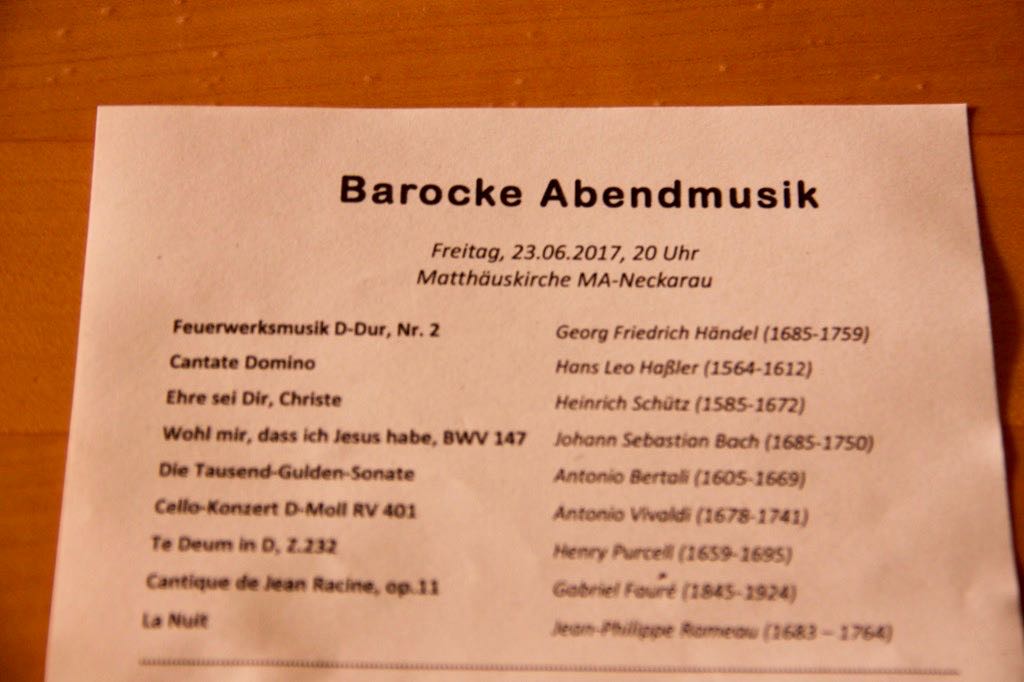 Barocke Abendmusik
Freitag, 23.06.2017, 20 Uhr
Matthäuskirche MA-Neckarau
Feuerwerksmusik D-Dur, Nr. 2 Georg Friedrich Händel (1685-1759)
Cantate Domino Hans Leo Haßler (1564-1612)
Ehre sei Dir, Christe Heinrich Schütz (1585-1672)
Wohl mir, dass ich Jesus habe, BWV 147 Johann Sebastian Bach (1685-1750)
Die Tausend-Gulden-Sonate Antonio Bertali (1605-1669)
Cello-Konzert D-Moll RV 401 Antonio Vivaldi (1678-1741)
Te Deum in D, Z.232 Henry Purcell (1659-1695)
Cantique de Jean Racine, op.11 Gabriel Fauré (1845-1924)
La Nuit Jean-Philippe Rameau (1683 – 1764)